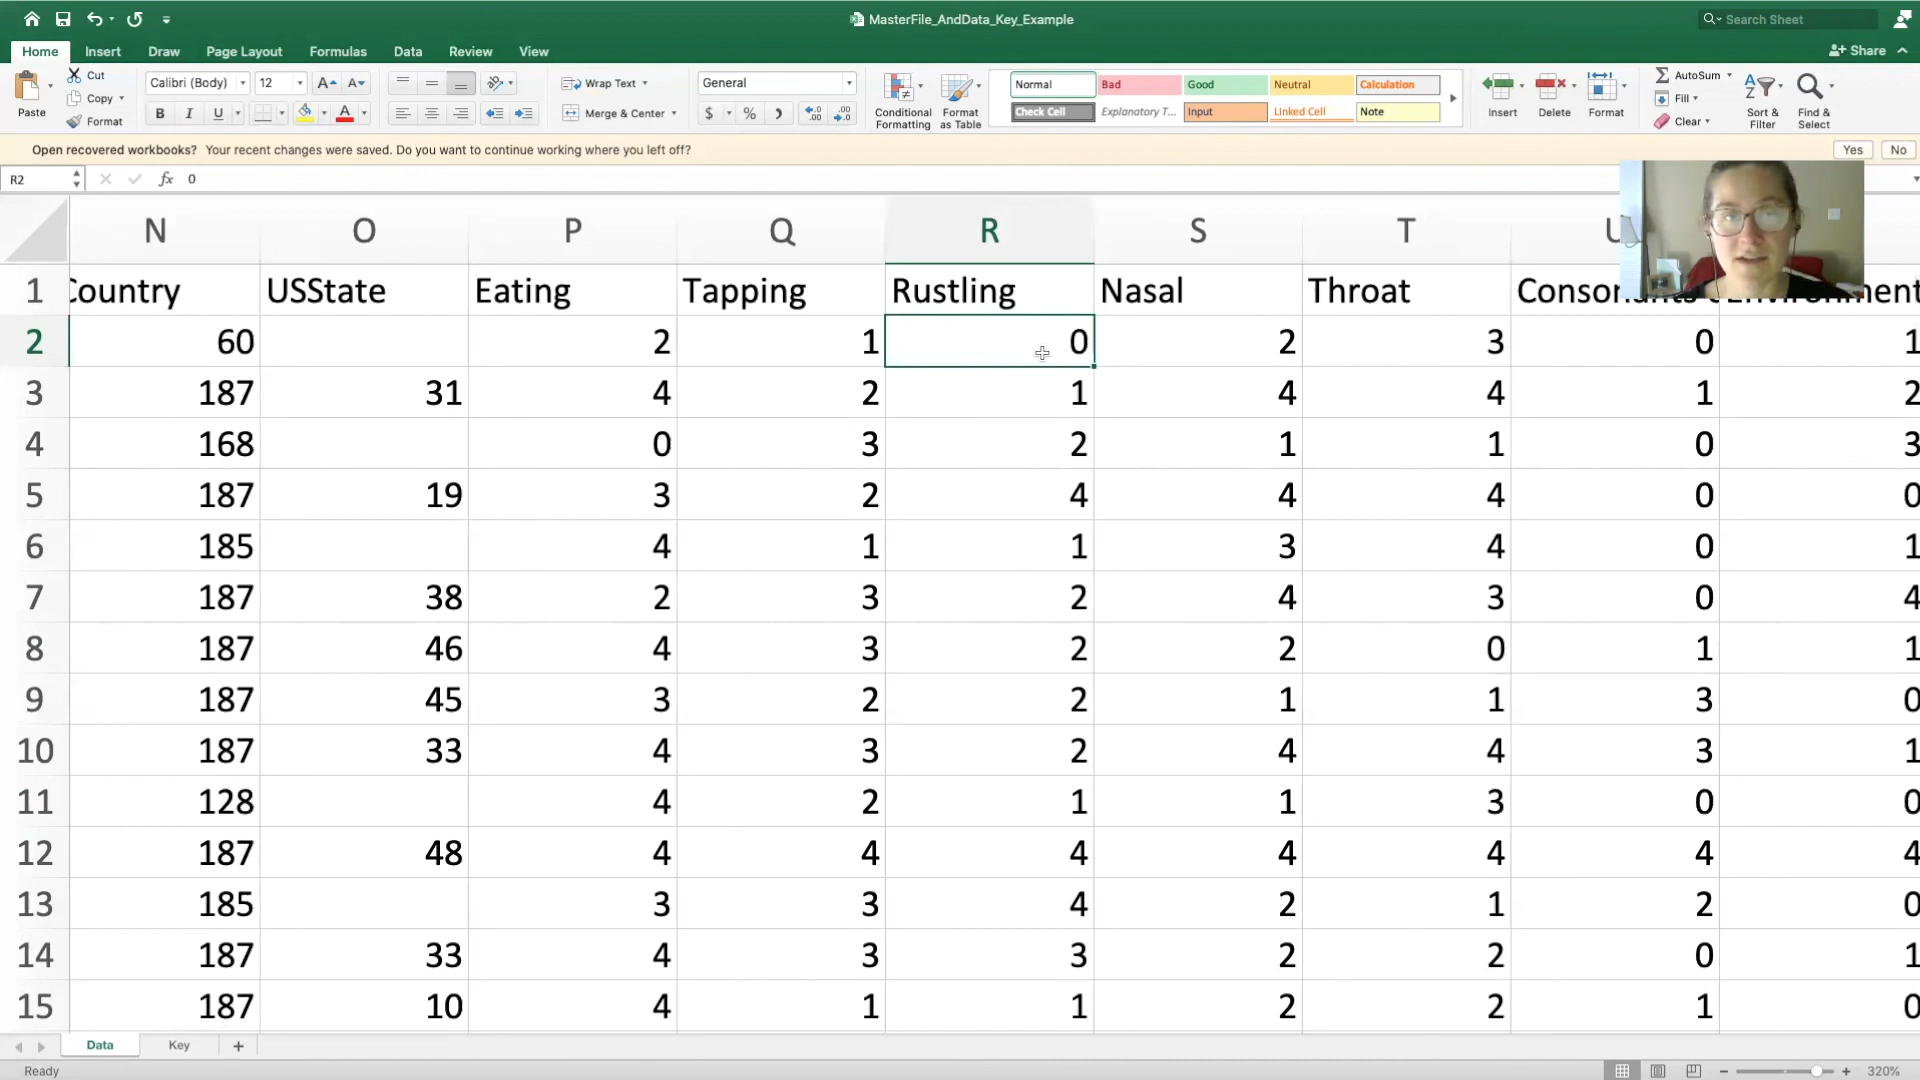 MasterFile_AndData_Key_Example
Search Sheet
Home Insert Draw Page Layout Formulas Data Review View Share
Paste Cut Copy Format
Calibri (Body) 12
Wrap Text
Merge & Center
General
Conditional Formatting
Format as Table
Normal Bad Good Neutral Calculation
Check Cell Explanatory T... Input Linked Cell Note
Insert Delete Format
AutoSum
Fill
Clear
Sort & Filter
Find & Select
Open recovered workbooks? Your recent changes were saved. Do you want to continue working where you left off? Yes No
R2 fx 0
N O P Q R S T
1 Country USState Eating Tapping Rustling Nasal Throat
2 60 2 1 0 2 3 0 1
3 187 31 4 2 1 4 4 1 2
4 168 0 3 2 1 1 0 3
5 187 19 3 2 4 4 4 0 0
6 185 4 1 1 3 4 0 1
7 187 38 2 3 2 4 3 0 4
8 187 46 4 3 2 2 0 1 1
9 187 45 3 2 2 1 1 3 0
10 187 33 4 3 2 4 4 3 1
11 128 4 2 1 1 3 0 0
12 187 48 4 4 4 4 4 4 4
13 185 3 3 4 2 1 2 0
14 187 33 4 3 3 2 2 0 1
15 187 10 4 1 1 2 2 1 0
Data Key +
Ready 320%